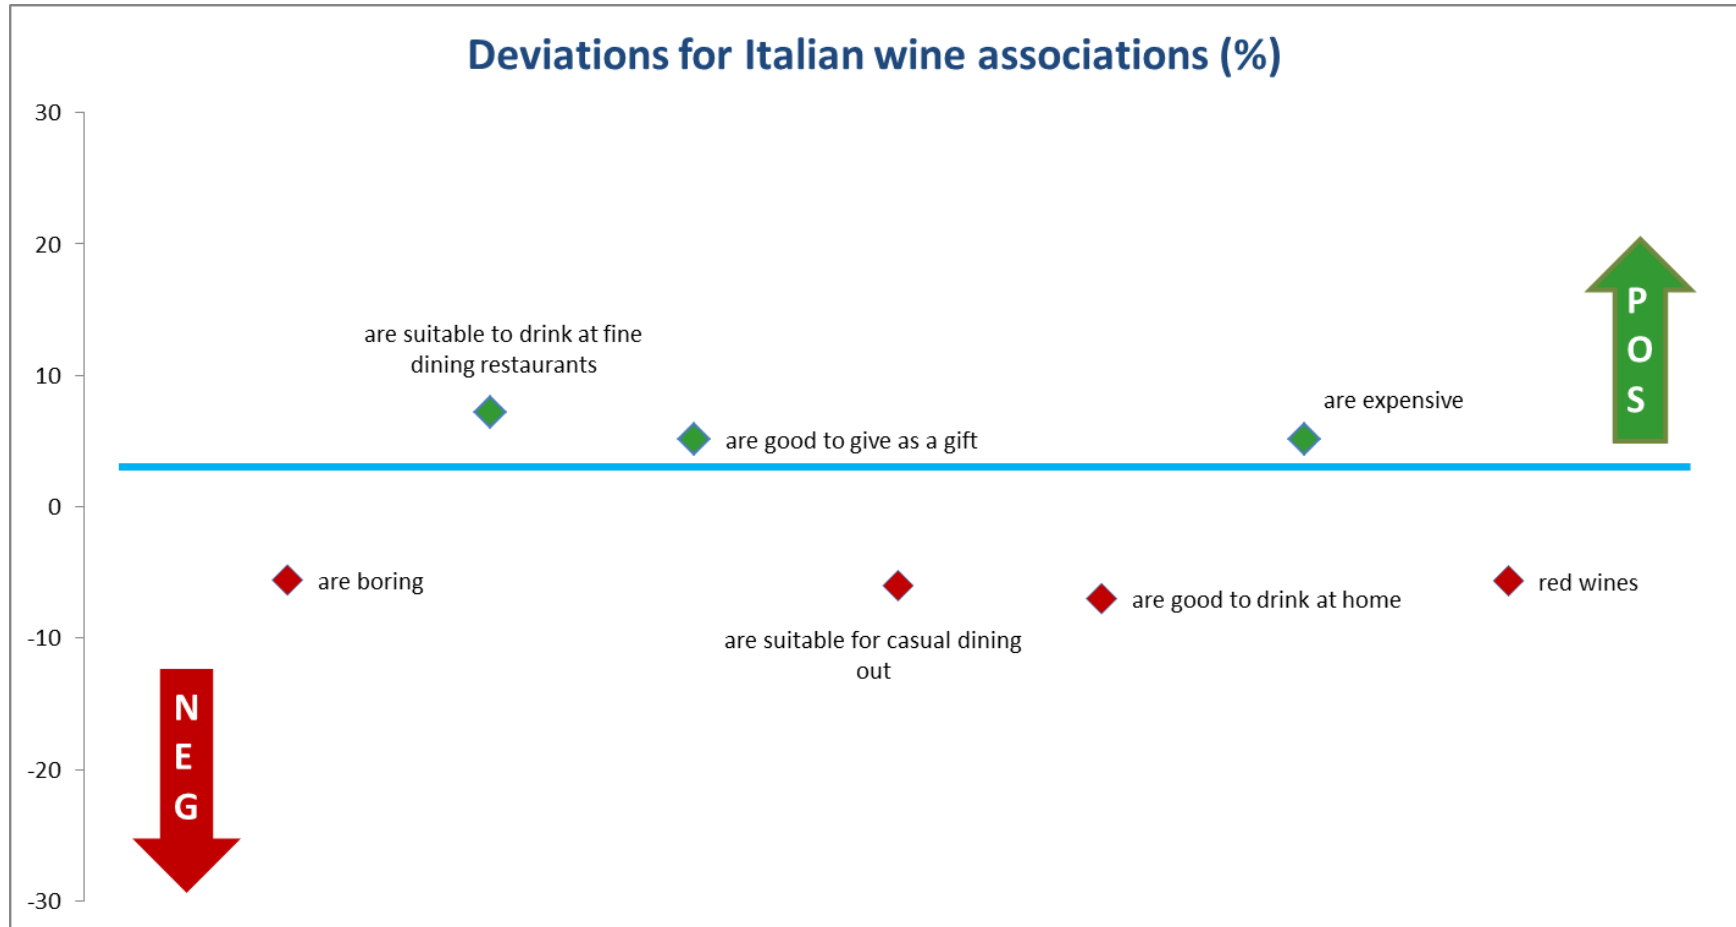 Deviations for Italian wine associations (%)
30
20
10
0
-10
-20
-30
are suitable to drink at fine
dining restaurants
are good to give as a gift
are expensive
are boring
are suitable for casual dining
out
are good to drink at home
red wines
P
O
S
N
E
G